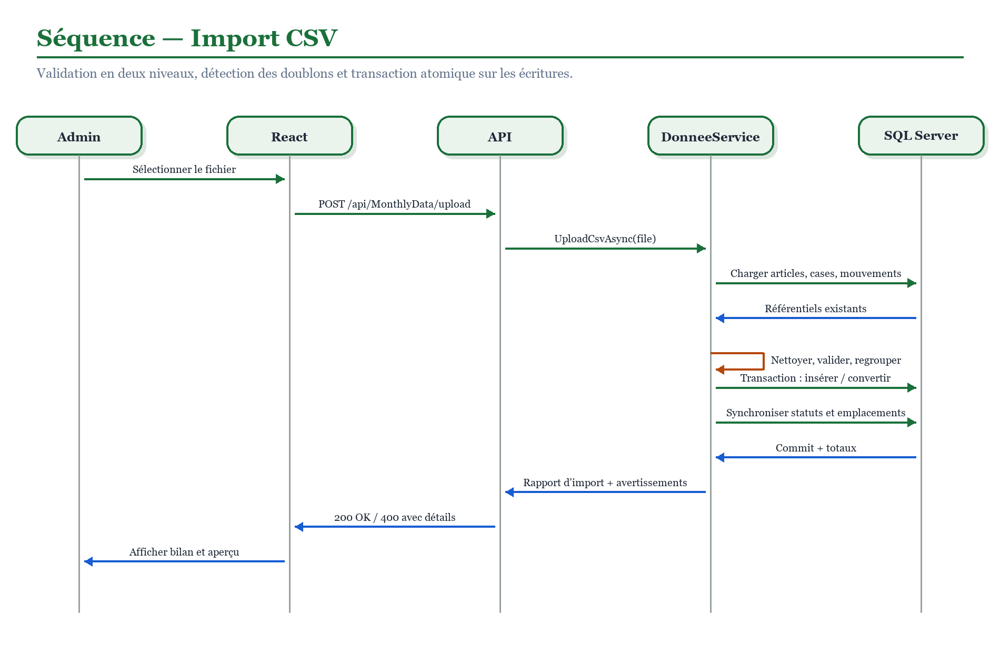 Séquence — Import CSV
Validation en deux niveaux, détection des doublons et transaction atomique sur les écritures.
Admin
React
API
DonneeService
SQL Server
Sélectionner le fichier
POST /api/MonthlyData/upload
UploadCsvAsync(file)
Charger articles, cases, mouvements
Référentiels existants
Nettoyer, valider, regrouper
Transaction : insérer / convertir
Synchroniser statuts et emplacements
Commit + totaux
Rapport d’import + avertissements
200 OK / 400 avec détails
Afficher bilan et aperçu